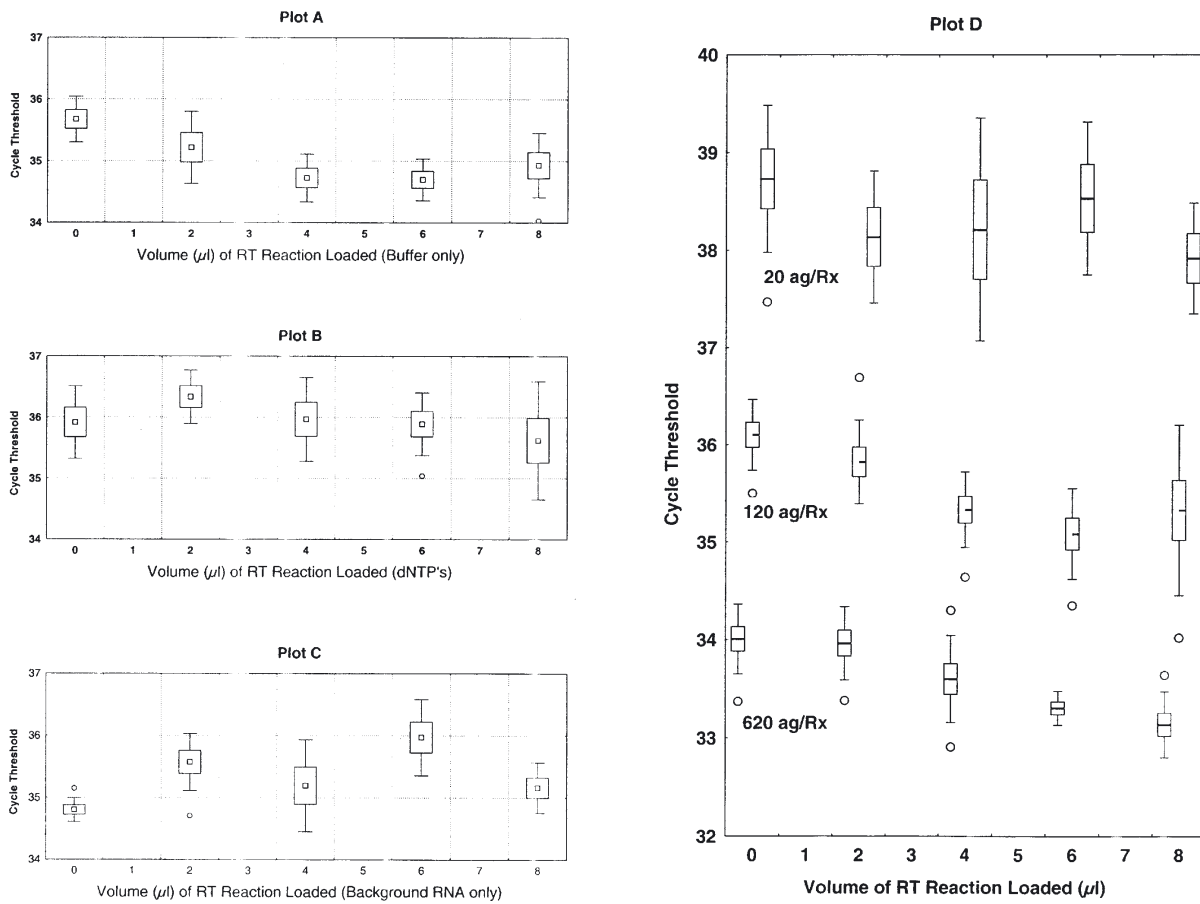 Plot A
Cycle Threshold
37
36
35
34
0 1 2 3 4 5 6 7 8
Volume (µl) of RT Reaction Loaded (Buffer only)
Plot B
Cycle Threshold
37
36
35
34
0 1 2 3 4 5 6 7 8
Volume (µl) of RT Reaction Loaded (dNTP's)
Plot C
Cycle Threshold
37
36
35
34
0 1 2 3 4 5 6 7 8
Volume (µl) of RT Reaction Loaded (Background RNA only)
Plot D
Cycle Threshold
40
39
38
37
36
35
34
33
32
20 ag/Rx
120 ag/Rx
620 ag/Rx
0 1 2 3 4 5 6 7 8
Volume of RT Reaction Loaded (µl)